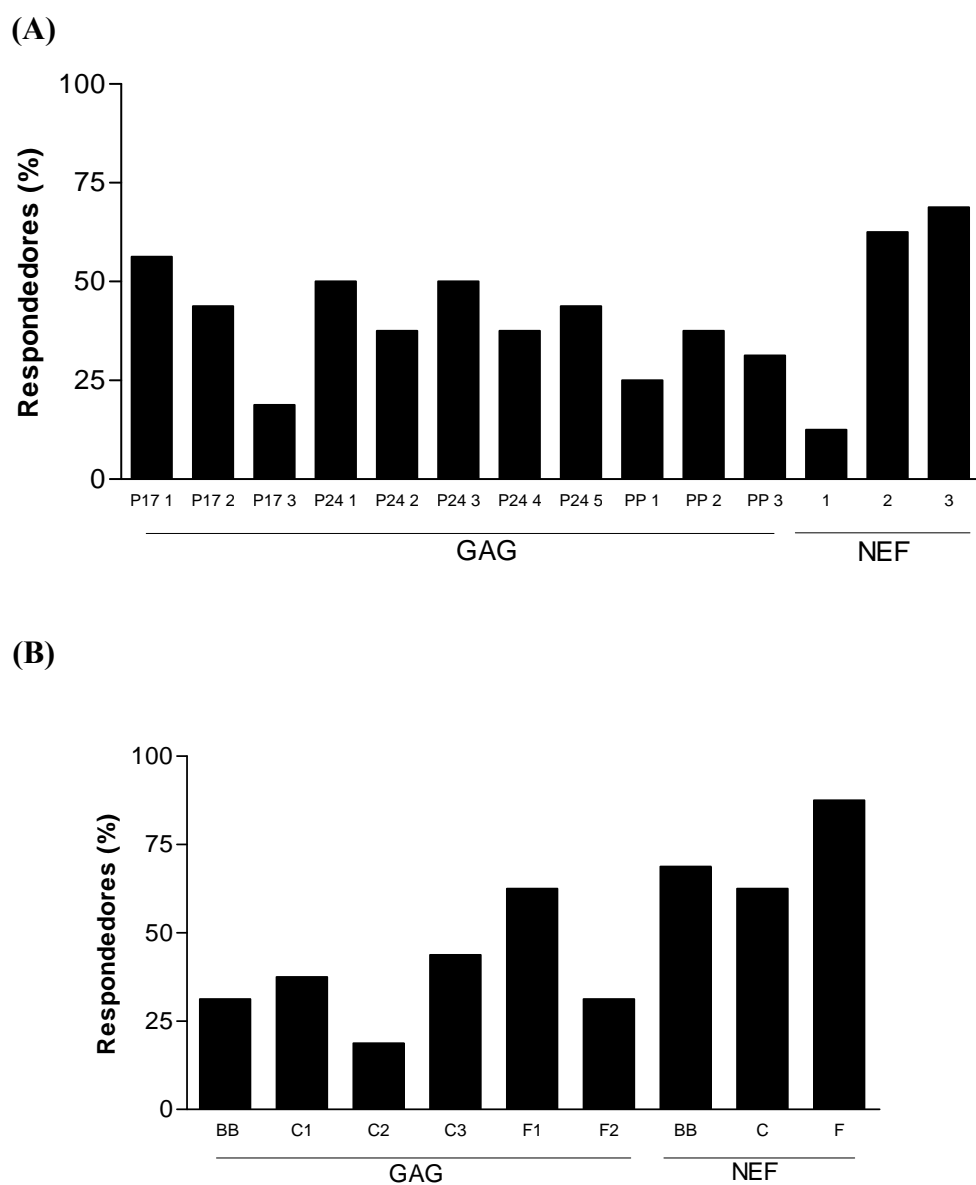 (A)
Respondedores (%)
100
75
50
25
0
P17 1 P17 2 P17 3 P24 1 P24 2 P24 3 P24 4 P24 5 PP 1 PP 2 PP 3 1 2 3
GAG NEF
(B)
Respondedores (%)
100
75
50
25
0
BB C1 C2 C3 F1 F2 BB C F
GAG NEF